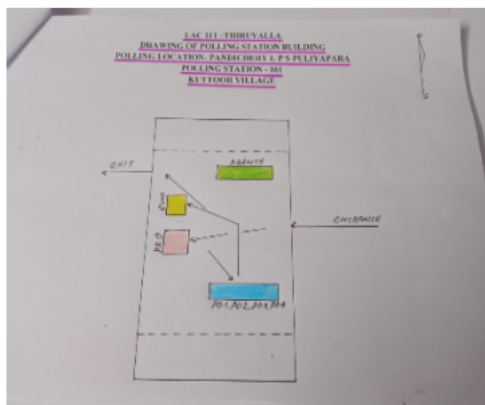 LAC 111 - THIRUVALLA
DRAWING OF POLLING STATION BUILDING
POLLING LOCATION- PANDICHERY L P S PULIYAPARA
POLLING STATION - 161
KUTTOOR VILLAGE
N
S
EXIT
AGENTS
ENTRANCE
PRO
PO1, PO2, PO3, PO4